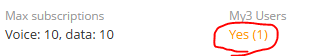 Max subscriptions
My3 Users
Voice: 10, data: 10
Yes (1)